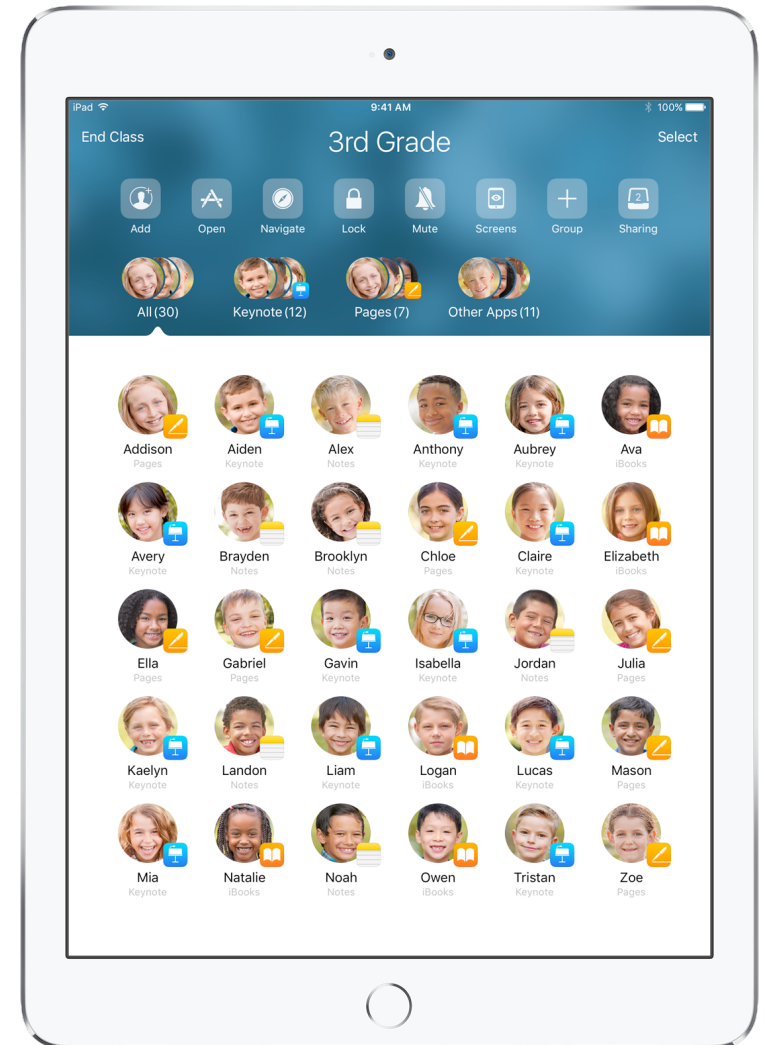 iPad 9:41 AM 100%
End Class 3rd Grade Select
Add Open Navigate Lock Mute Screens Group 2 Sharing
All (30) Keynote (12) Pages (7) Other Apps (11)
Addison Aiden Alex Anthony Aubrey Ava
Pages Keynote Notes Keynote Keynote iBooks
Avery Brayden Brooklyn Chloe Claire Elizabeth
Keynote Notes Notes Pages Keynote iBooks
Ella Gabriel Gavin Isabella Jordan Julia
Pages Pages Keynote Keynote Notes Pages
Kaelyn Landon Liam Logan Lucas Mason
Keynote Notes Keynote iBooks Keynote Pages
Mia Natalie Noah Owen Tristan Zoe
Keynote iBooks Notes iBooks Keynote Pages